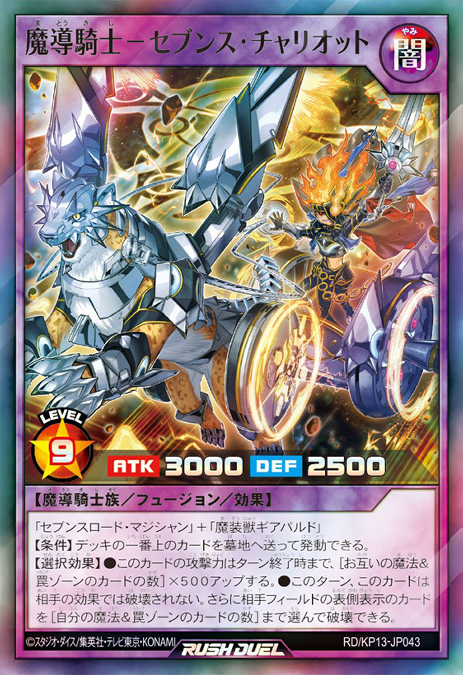 魔導騎士－セブンス・チャリオット
闇
LEVEL
9
ATK 3000 DEF 2500
【魔導騎士族／フュージョン／効果】
「セブンスロード・マジシャン」＋「魔装獣ギアバルド」
【条件】デッキの一番上のカードを墓地へ送って発動できる。
【選択効果】●このカードの攻撃力はターン終了時まで、[お互いの魔法＆
罠ゾーンのカードの数]×500アップする。●このターン、このカードは
相手の効果では破壊されない。さらに相手フィールドの表側表示のカード
を[自分の魔法＆罠ゾーンのカードの数]まで選んで破壊できる。
©スタジオ・ダイス/集英社・テレビ東京・KONAMI RUSH DUEL RD/KP13-JP043